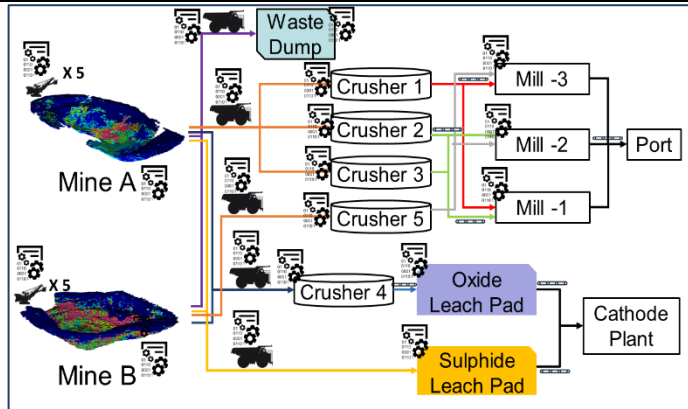 Waste
Dump
X 5
Crusher 1
Mill -3
Crusher 2
Mill -2
Port
Mine A
Crusher 3
Mill -1
Crusher 5
X 5
Crusher 4
Oxide
Leach Pad
Cathode
Plant
Mine B
Sulphide
Leach Pad